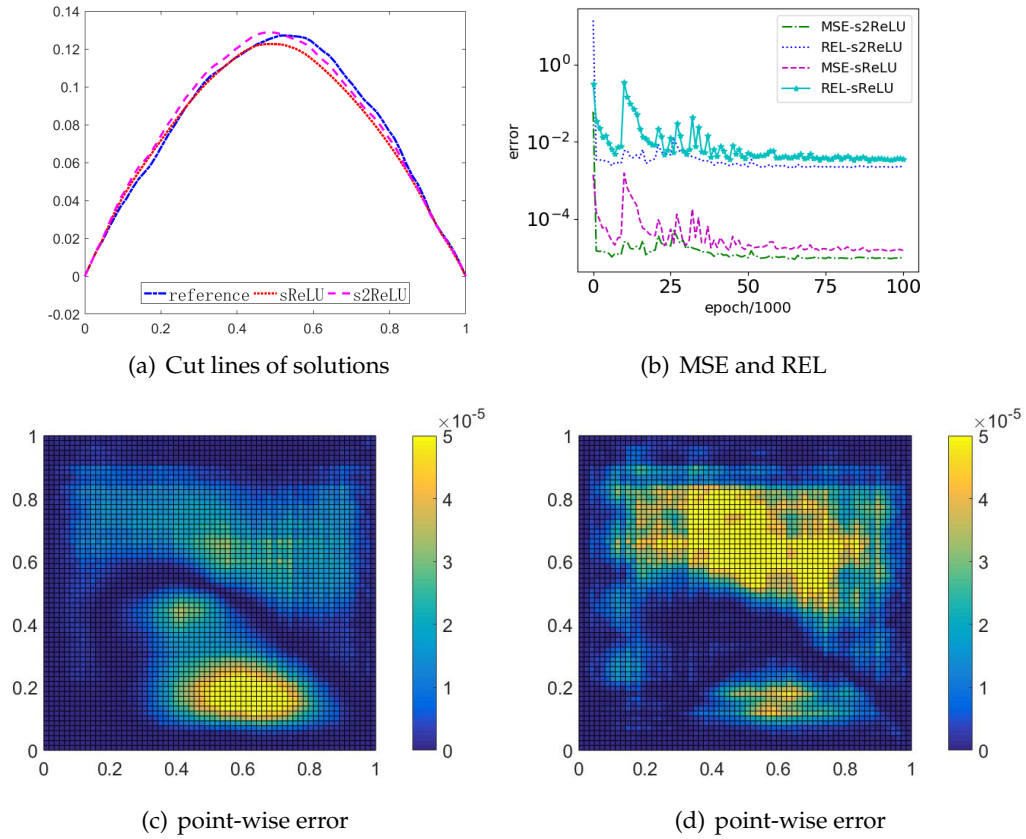 0.14
0.12
0.1
0.08
0.06
0.04
0.02
0
-0.02
0 0.2 0.4 0.6 0.8 1
reference sReLU s2ReLU
(a) Cut lines of solutions
MSE-s2ReLU
REL-s2ReLU
MSE-sReLU
REL-sReLU
error
10^0
10^-2
10^-4
0 25 50 75 100
epoch/1000
(b) MSE and REL
1
0.8
0.6
0.4
0.2
0
0 0.2 0.4 0.6 0.8 1
×10^-5
5
4
3
2
1
0
(c) point-wise error
1
0.8
0.6
0.4
0.2
0
0 0.2 0.4 0.6 0.8 1
×10^-5
5
4
3
2
1
0
(d) point-wise error